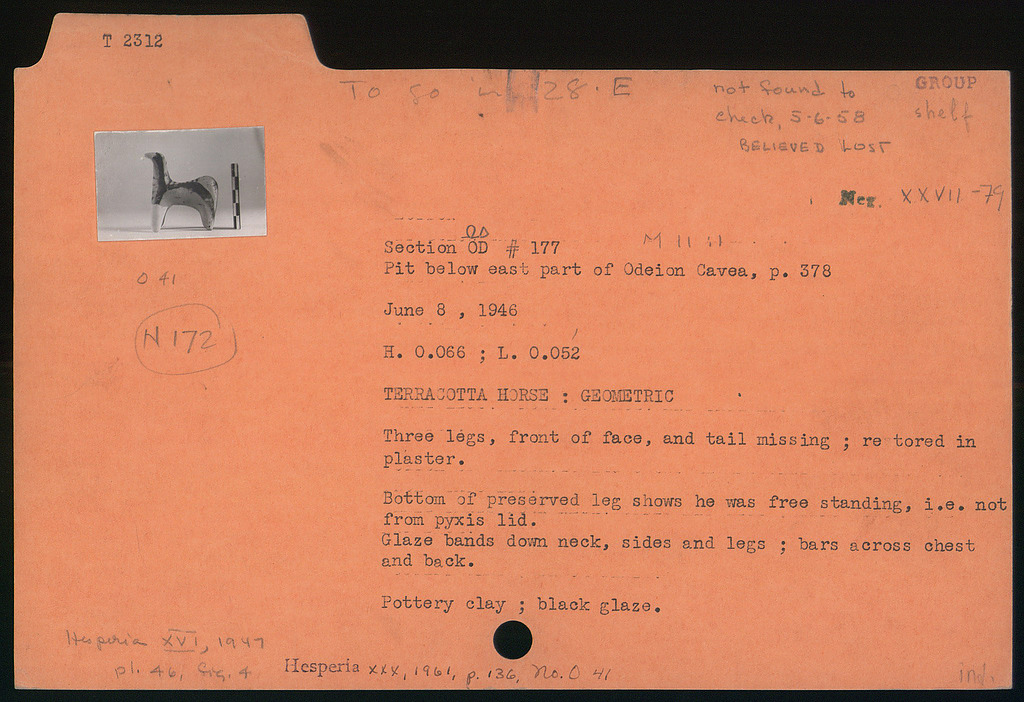 T 2312
To go in 28·E
not found to
check, 5-6-58
BELIEVED LOST
GROUP
shelf
Neg. XXVII-79
O 41
N 172
Section OD # 177
Pit below east part of Odeion Cavea, p. 378
June 8 , 1946
H. 0.066 ; L. 0.052
TERRACOTTA HORSE : GEOMETRIC
Three legs, front of face, and tail missing ; re tored in
plaster.
Bottom of preserved leg shows he was free standing, i.e. not
from pyxis lid.
Glaze bands down neck, sides and legs ; bars across chest
and back.
Pottery clay ; black glaze.
Hesperia XVI, 1947
pl. 46, fig. 4
Hesperia XXX, 1961, p. 136, No. O 41
ind.